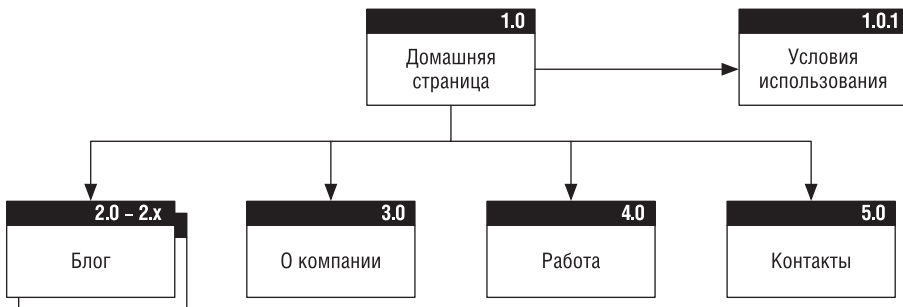 1.0
Домашняя
страница
1.0.1
Условия
использования
2.0 – 2.x
Блог
3.0
О компании
4.0
Работа
5.0
Контакты